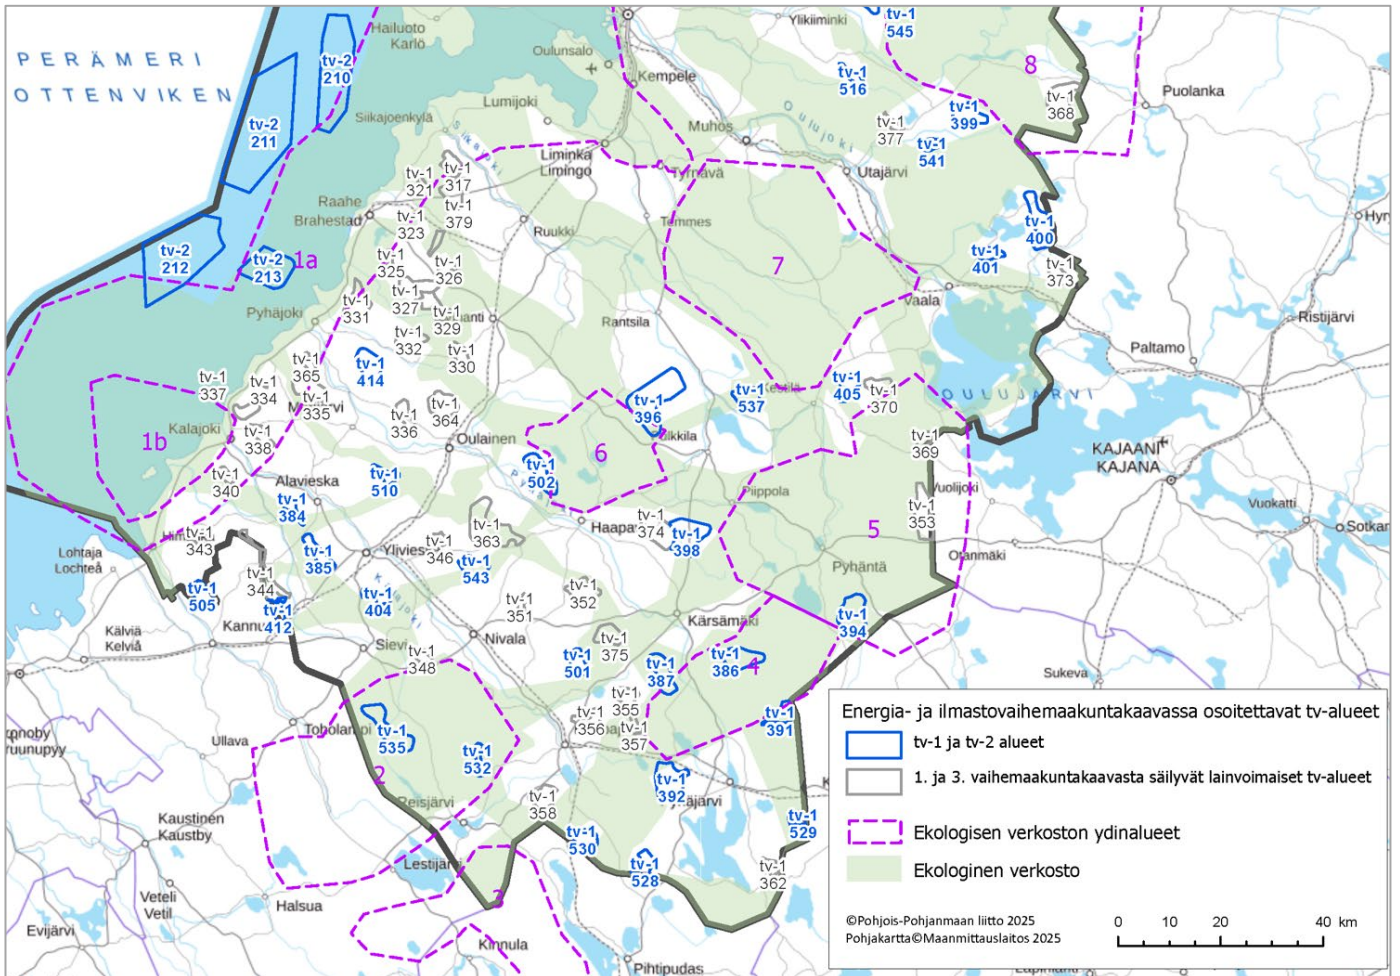 Hailuoto
Karlö
Ylikiiminki
tv-1
545
PERÄMERI
OTTENVIKEN
tv-2
210
Oulunsalo
Kempele
tv-1
516
8
tv-1
368
Puolanka
Lumijoki
Siikajoenkylä
tv-2
211
Muhos
Oulujoki
tv-1
377
tv-1
399
tv-1
541
Liminka
Limingo
Tyrnävä
Utajärvi
tv-1
321
tv-1
317
tv-1
379
Raahe
Brahestad
tv-1
323
Ruukki
Temmes
tv-1
400
tv-1
401
tv-1
373
tv-2
212
tv-2
213
1a
tv-1
325
tv-1
326
7
Vaala
Pyhäjoki
tv-1
331
tv-1
327
tv-1
329
Rantsila
Ristijärvi
tv-1
332
tv-1
330
Paltamo
tv-1
414
tv-1
365
tv-1
337
tv-1
334
tv-1
335
tv-1
336
tv-1
364
tv-1
396
tv-1
537
Kestilä
tv-1
405
tv-1
370
OULUJÄRVI
1b
Kalajoki
tv-1
338
Oulainen
6
Pulkkila
tv-1
369
KAJAANI
KAJANA
tv-1
340
Alavieska
tv-1
510
tv-1
502
Piippola
Vuolijoki
Vuokatti
tv-1
384
tv-1
363
Haapa
tv-1
374
tv-1
398
5
tv-1
353
Otanmäki
tv-1
343
Lohtaja
Lochteå
tv-1
385
Ylivies
tv-1
346
tv-1
543
Pyhäntä
tv-1
344
tv-1
505
tv-1
412
Kannu
tv-1
404
tv-1
351
tv-1
352
Kärsämäki
tv-1
394
Kälviä
Kelviå
Sievi
Nivala
tv-1
375
tv-1
348
tv-1
501
tv-1
387
tv-1
386
4
Sukeva
tv-1
355
tv-1
356
tv-1
357
tv-1
391
Toholampi
Ullava
tv-1
535
tv-1
532
2
tv-1
392
Reisjärvi
tv-1
358
Kaustinen
Kaustby
tv-1
530
tv-1
529
tv-1
528
tv-1
362
Lestijärvi
3
Veteli
Vetil
Halsua
Evijärvi
Kinnula
Pihtipudas
Energia- ja ilmastovaihemaakuntakaavassa osoitettavat tv-alueet
tv-1 ja tv-2 alueet
1. ja 3. vaihemaakuntakaavasta säilyvät lainvoimaiset tv-alueet
Ekologisen verkoston ydinalueet
Ekologinen verkosto
©Pohjois-Pohjanmaan liitto 2025
Pohjakartta©Maanmittauslaitos 2025
0 10 20 40 km